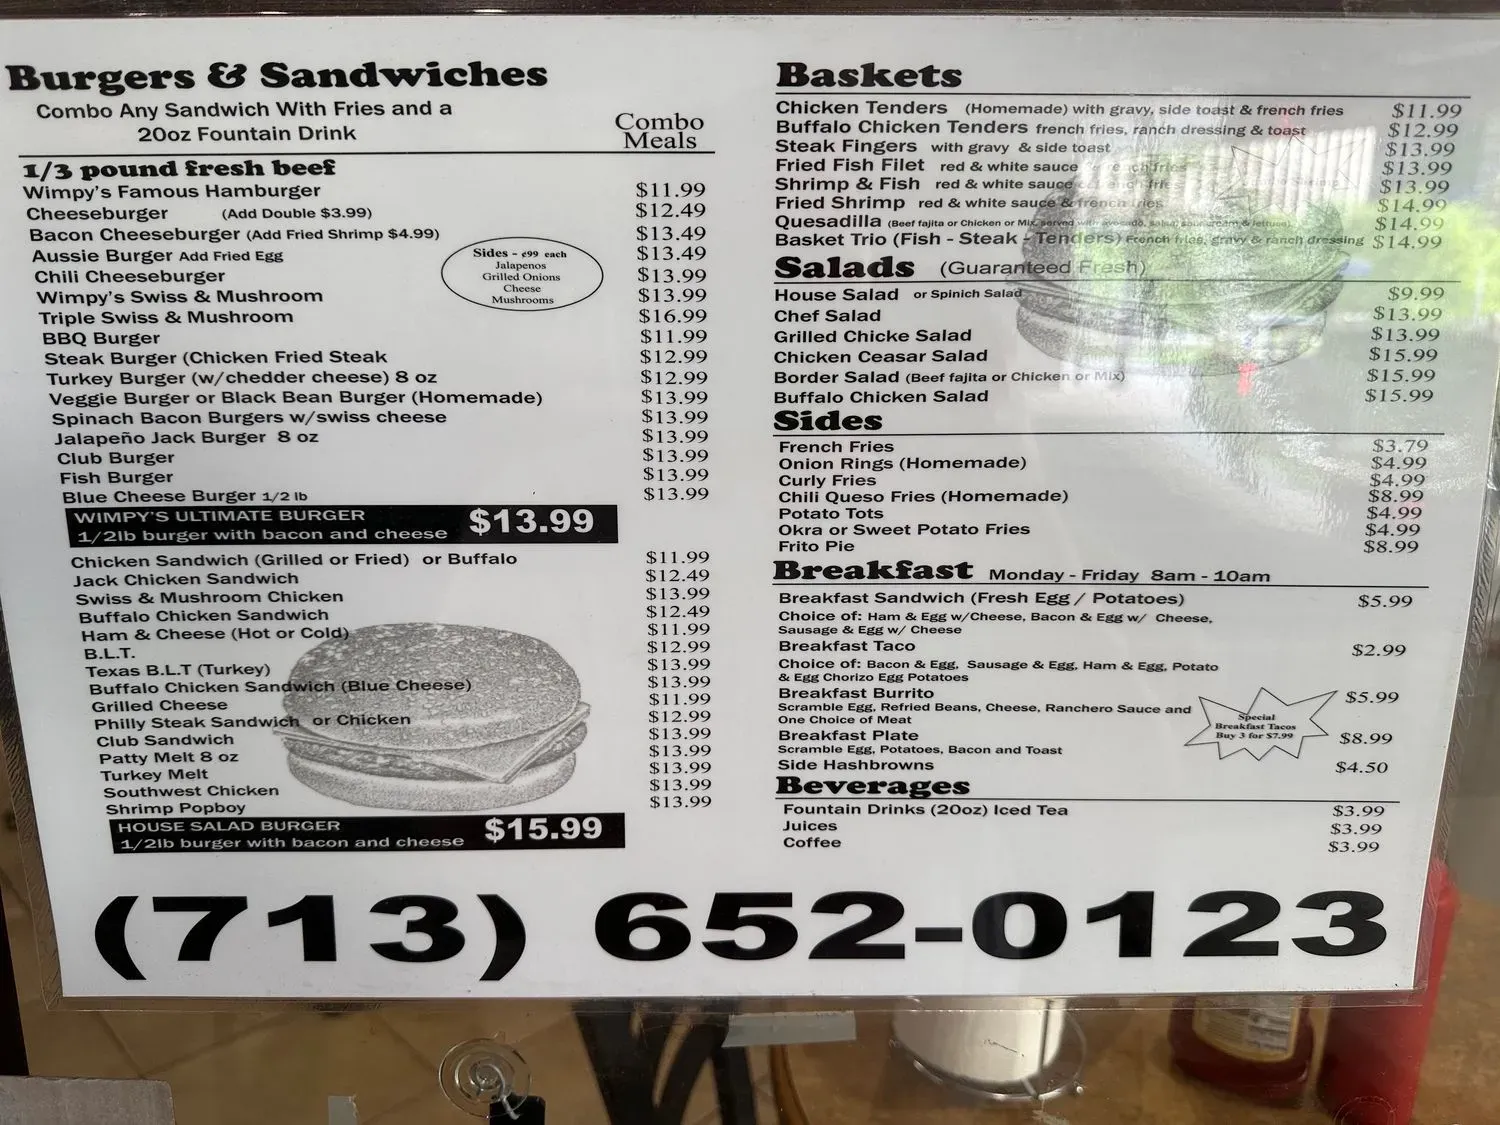 Burgers & Sandwiches
Combo Any Sandwich With Fries and a
20oz Fountain Drink
Combo
Meals
1/3 pound fresh beef
Wimpy's Famous Hamburger $11.99
Cheeseburger (Add Double $3.99) $12.49
Bacon Cheeseburger (Add Fried Shrimp $4.99) $13.49
Aussie Burger Add Fried Egg $13.49
Chili Cheeseburger $13.99
Wimpy's Swiss & Mushroom $13.99
Triple Swiss & Mushroom $16.99
BBQ Burger $11.99
Steak Burger (Chicken Fried Steak $12.99
Turkey Burger (w/chedder cheese) 8 oz $12.99
Veggie Burger or Black Bean Burger (Homemade) $13.99
Spinach Bacon Burgers w/swiss cheese $13.99
Jalapeño Jack Burger 8 oz $13.99
Club Burger $13.99
Fish Burger $13.99
Blue Cheese Burger 1/2 lb $13.99
Sides - ¢99 each
Jalapenos
Grilled Onions
Cheese
Mushrooms
WIMPY'S ULTIMATE BURGER $13.99
1/2lb burger with bacon and cheese
Chicken Sandwich (Grilled or Fried) or Buffalo $11.99
Jack Chicken Sandwich $12.49
Swiss & Mushroom Chicken $13.99
Buffalo Chicken Sandwich $12.49
Ham & Cheese (Hot or Cold) $11.99
B.L.T. $12.99
Texas B.L.T (Turkey) $13.99
Buffalo Chicken Sandwich (Blue Cheese) $13.99
Grilled Cheese $11.99
Philly Steak Sandwich or Chicken $12.99
Club Sandwich $13.99
Patty Melt 8 oz $13.99
Turkey Melt $13.99
Southwest Chicken $13.99
Shrimp Popboy $13.99
HOUSE SALAD BURGER $15.99
1/2lb burger with bacon and cheese
Baskets
Chicken Tenders (Homemade) with gravy, side toast & french fries $11.99
Buffalo Chicken Tenders french fries, ranch dressing & toast $12.99
Steak Fingers with gravy & side toast $13.99
Fried Fish Filet red & white sauce & french fries $13.99
Shrimp & Fish red & white sauce & french fries $13.99
Fried Shrimp red & white sauce & french fries $14.99
Quesadilla (Beef fajita or Chicken or Mix, served with avocado, salsa, sour cream & lettuce) $14.99
Basket Trio (Fish - Steak - Tenders) French fries, gravy & ranch dressing $14.99
Salads (Guaranteed Fresh)
House Salad or Spinich Salad $9.99
Chef Salad $13.99
Grilled Chicke Salad $13.99
Chicken Ceasar Salad $15.99
Border Salad (Beef fajita or Chicken or Mix) $15.99
Buffalo Chicken Salad $15.99
Sides
French Fries $3.79
Onion Rings (Homemade) $4.99
Curly Fries $4.99
Chili Queso Fries (Homemade) $8.99
Potato Tots $4.99
Okra or Sweet Potato Fries $4.99
Frito Pie $8.99
Breakfast Monday - Friday 8am - 10am
Breakfast Sandwich (Fresh Egg / Potatoes) $5.99
Choice of: Ham & Egg w/Cheese, Bacon & Egg w/ Cheese,
Sausage & Egg w/ Cheese
Breakfast Taco $2.99
Choice of: Bacon & Egg, Sausage & Egg, Ham & Egg, Potato
& Egg Chorizo Egg Potatoes
Breakfast Burrito $5.99
Scramble Egg, Refried Beans, Cheese, Ranchero Sauce and
One Choice of Meat
Breakfast Plate $8.99
Scramble Egg, Potatoes, Bacon and Toast
Side Hashbrowns $4.50
Special
Breakfast Tacos
Buy 3 for $7.99
Beverages
Fountain Drinks (20oz) Iced Tea $3.99
Juices $3.99
Coffee $3.99
(713) 652-0123